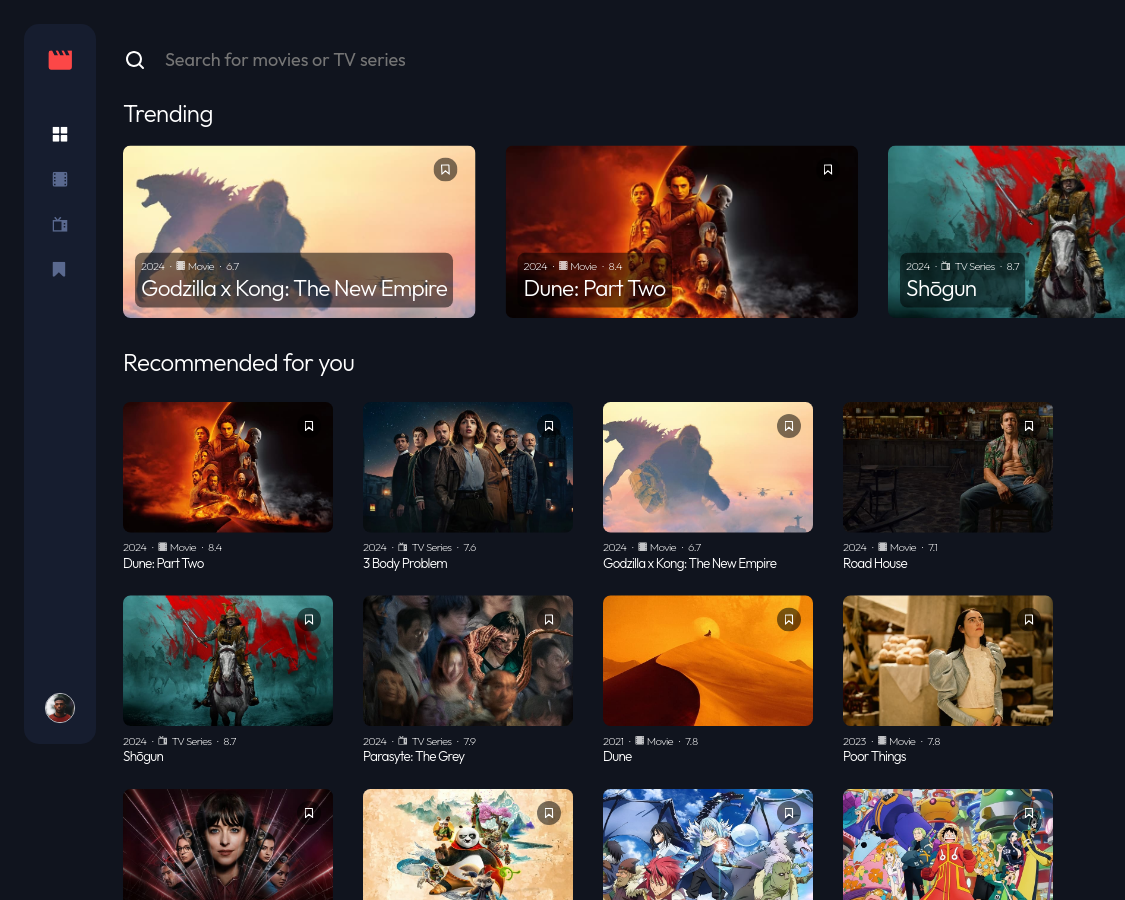 Search for movies or TV series
Trending
2024 · Movie · 6.7
Godzilla x Kong: The New Empire
2024 · Movie · 8.4
Dune: Part Two
2024 · TV Series · 8.7
Shōgun
Recommended for you
2024 · Movie · 8.4
Dune: Part Two
2024 · TV Series · 7.6
3 Body Problem
2024 · Movie · 6.7
Godzilla x Kong: The New Empire
2024 · Movie · 7.1
Road House
2024 · TV Series · 8.7
Shōgun
2024 · TV Series · 7.9
Parasyte: The Grey
2021 · Movie · 7.8
Dune
2023 · Movie · 7.8
Poor Things